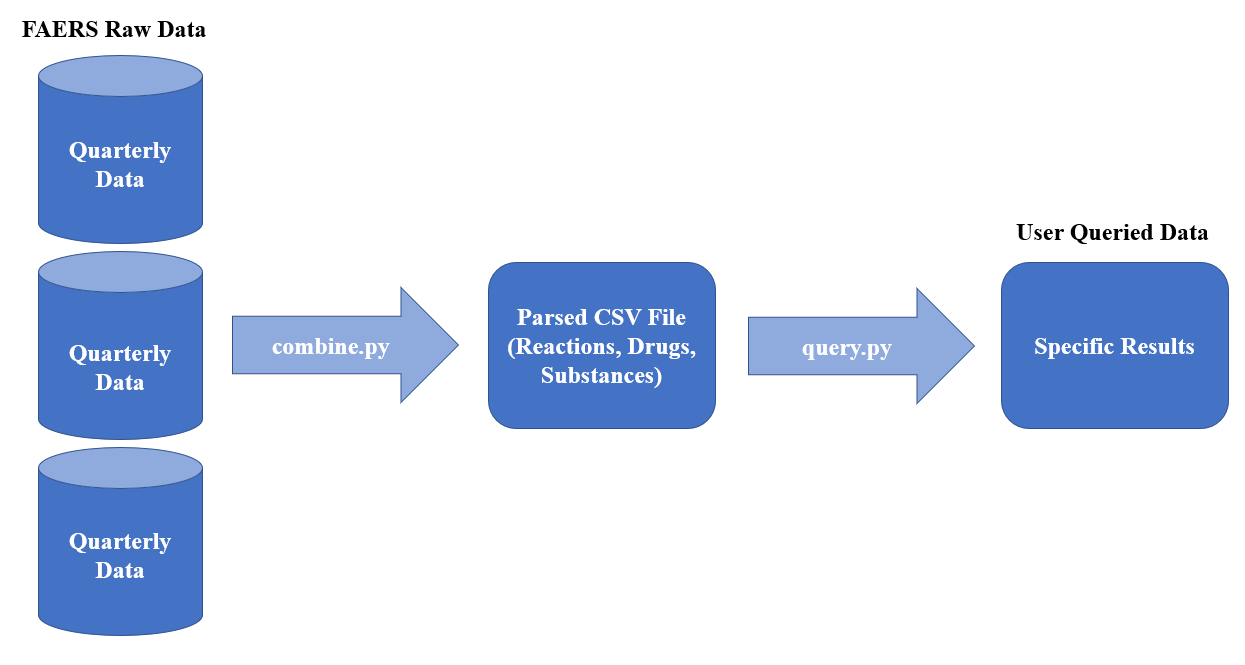 FAERS Raw Data
Quarterly
Data
Quarterly
Data
Quarterly
Data
combine.py
Parsed CSV File
(Reactions, Drugs,
Substances)
query.py
User Queried Data
Specific Results